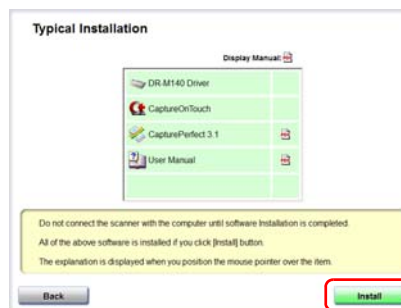 Typical Installation
Display Manual:
DR-M140 Driver
CaptureOnTouch
CapturePerfect 3.1
User Manual
Do not connect the scanner with the computer until software Installation is completed.
All of the above software is installed if you click [Install] button.
The explanation is displayed when you position the mouse pointer over the item.
Back
Install